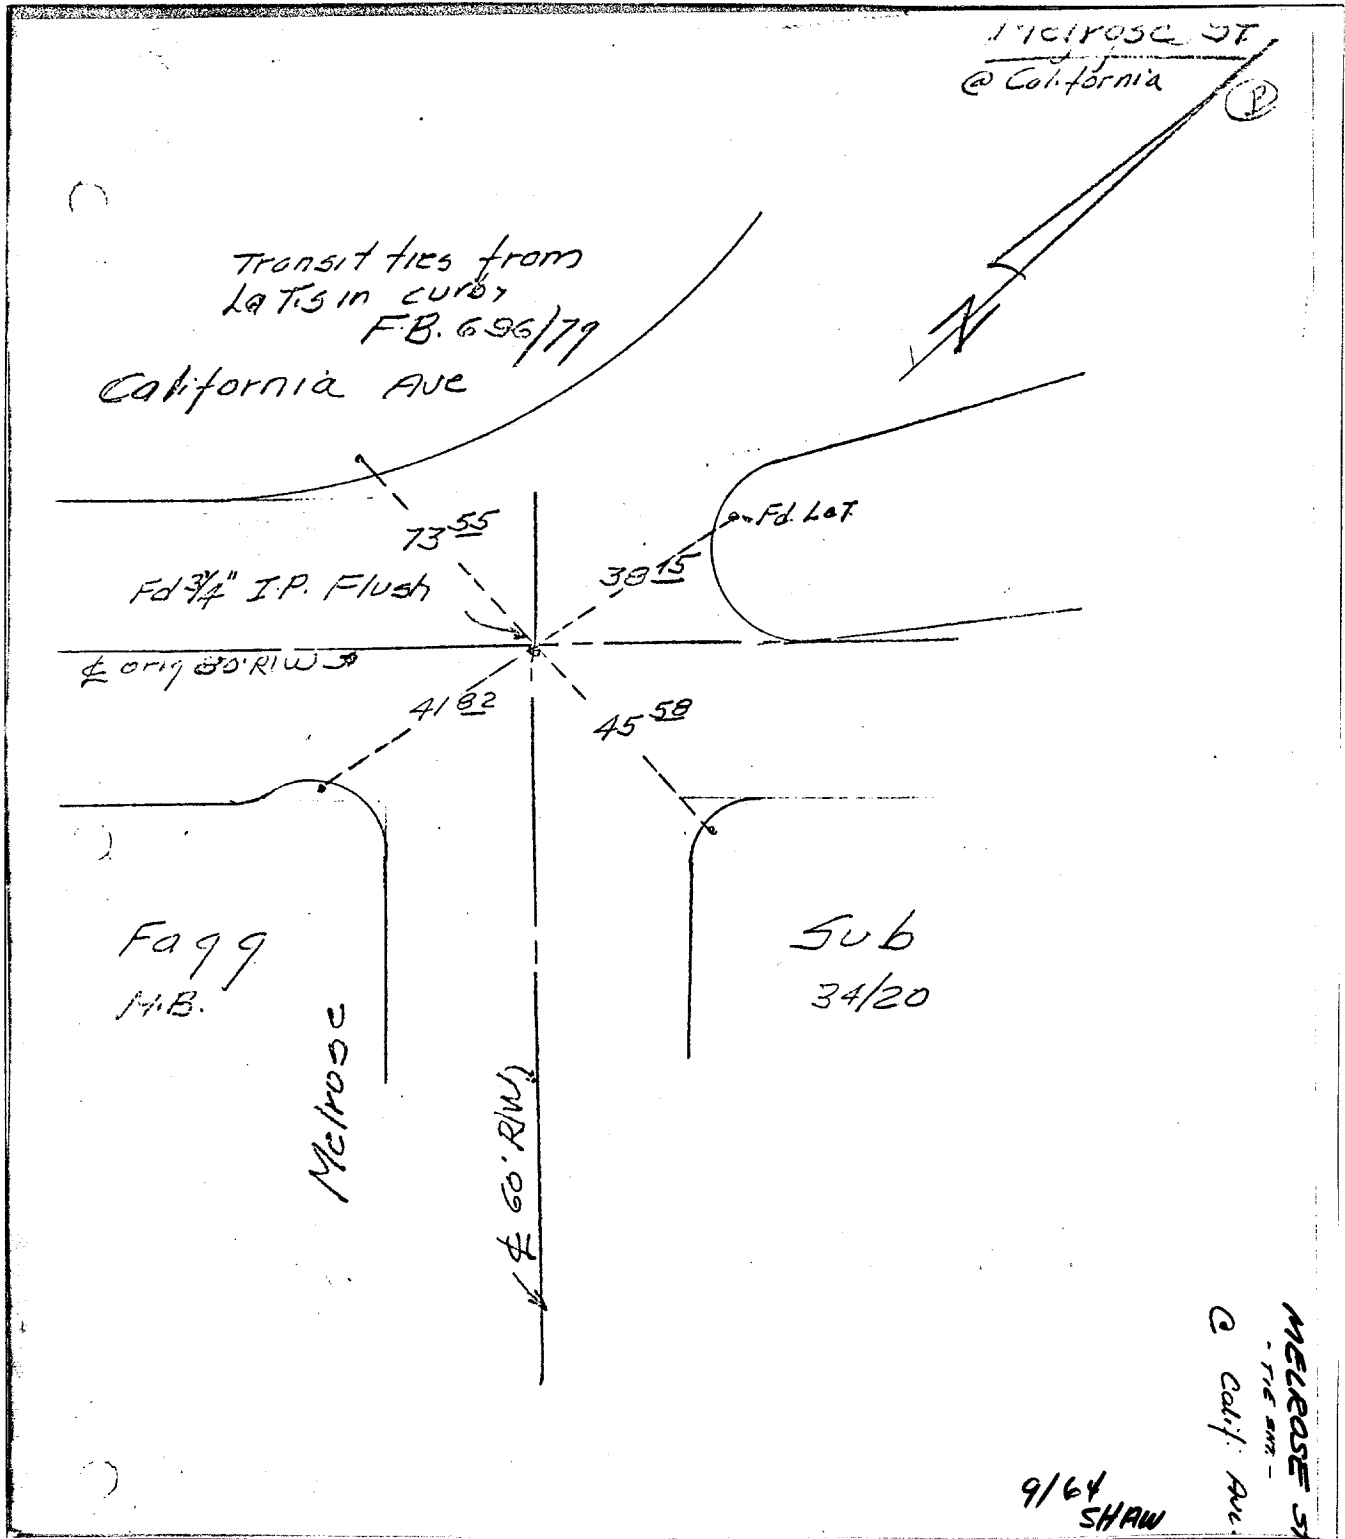 Melrose ST
@ California
P
Transit ties from
L&T.s in curbs
F.B. 696/79
California Ave
N
73 55
Fd. L&T.
38 15
Fd 3/4" I.P. Flush
℄ orig 80' R/W
41 82
45 58
Fagg
M.B.
Sub
34/20
Melrose
℄ 60' R/W
MELROSE ST
- TIE SHT. -
@ Calif. Ave.
9/64
SHAW